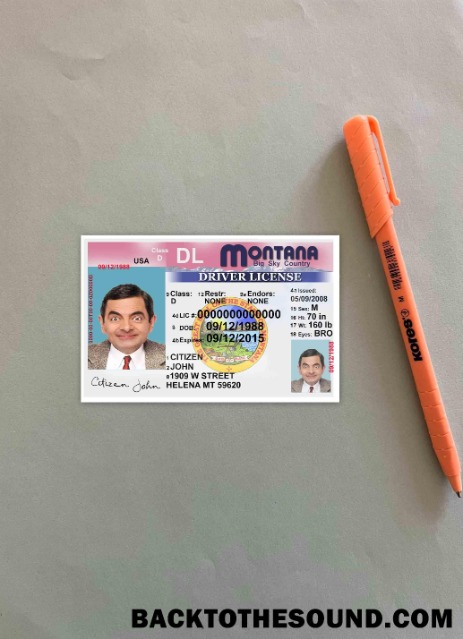 Class
USA D DL MONTANA
Big Sky Country
09/12/1988
DRIVER LICENSE
9 Class: 12 Restr: 9a Endors: 4a Issued:
D NONE NONE 05/09/2008
4d LIC #:0000000000000 15 Sex: M
16 Ht: 70 in
3 DOB: 09/12/1988 17 Wt: 160 lb
4b Expires 09/12/2015 18 Eyes: BRO
1 CITIZEN
2 JOHN
8 1909 W STREET
HELENA MT 59620
Citizen John
09/12/1988
Kores
M
BACKTOTHESOUND.COM